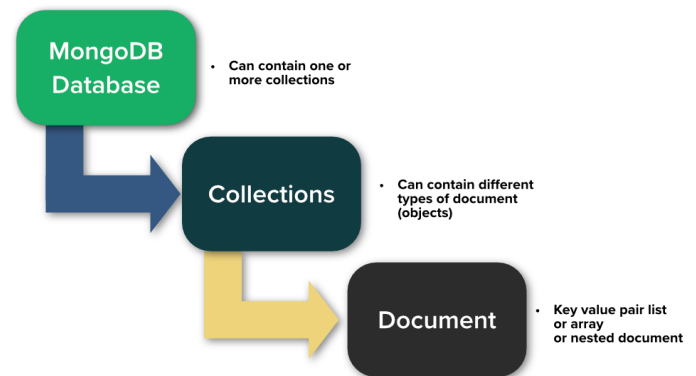 MongoDB
Database
• Can contain one or
more collections
Collections
• Can contain different
types of document
(objects)
Document
• Key value pair list
or array
or nested document